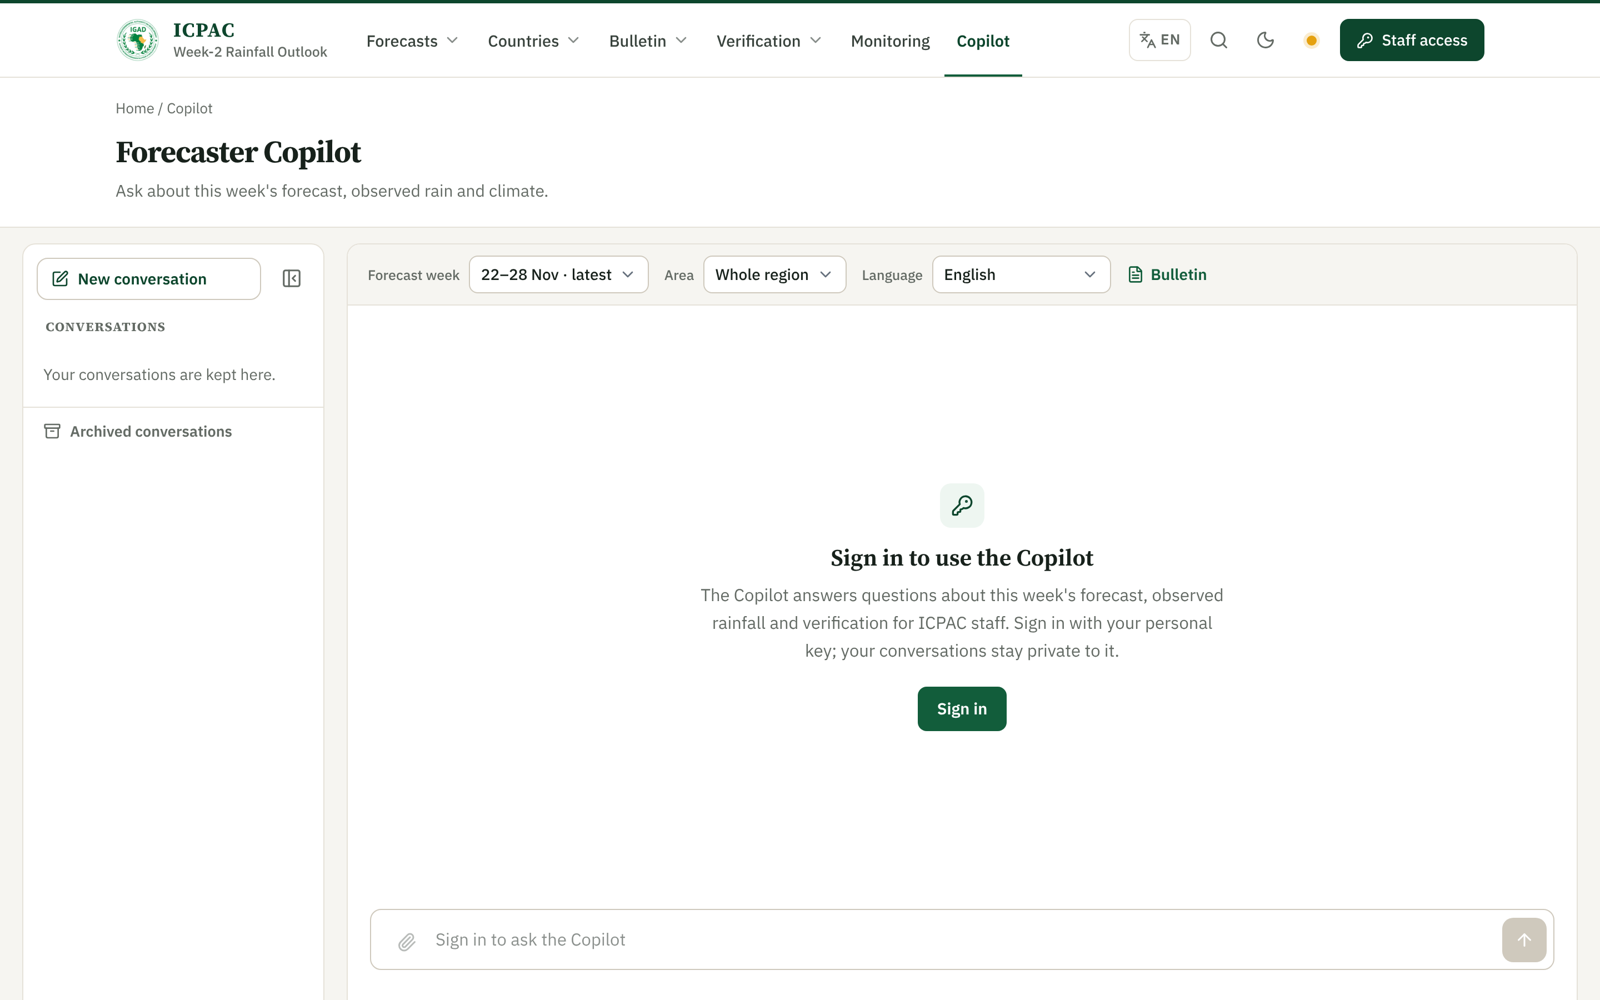 IGAD
ICPAC
Week-2 Rainfall Outlook
Forecasts
Countries
Bulletin
Verification
Monitoring
Copilot
EN
Staff access
Home / Copilot
Forecaster Copilot
Ask about this week's forecast, observed rain and climate.
New conversation
CONVERSATIONS
Your conversations are kept here.
Archived conversations
Forecast week
22–28 Nov · latest
Area
Whole region
Language
English
Bulletin
Sign in to use the Copilot
The Copilot answers questions about this week's forecast, observed
rainfall and verification for ICPAC staff. Sign in with your personal
key; your conversations stay private to it.
Sign in
Sign in to ask the Copilot